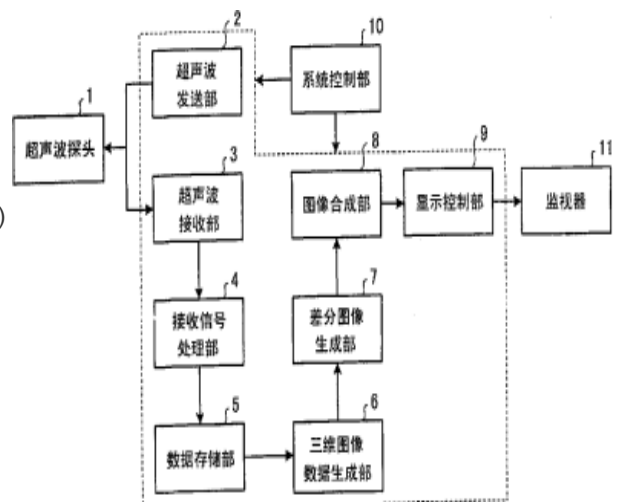 2
超声波
发送部
10
系统控制部
1
超声波探头
3
超声波
接收部
8
图像合成部
9
显示控制部
11
监视器
)
4
接收信号
处理部
7
差分图像
生成部
5
数据存储部
6
三维图像
数据生成部